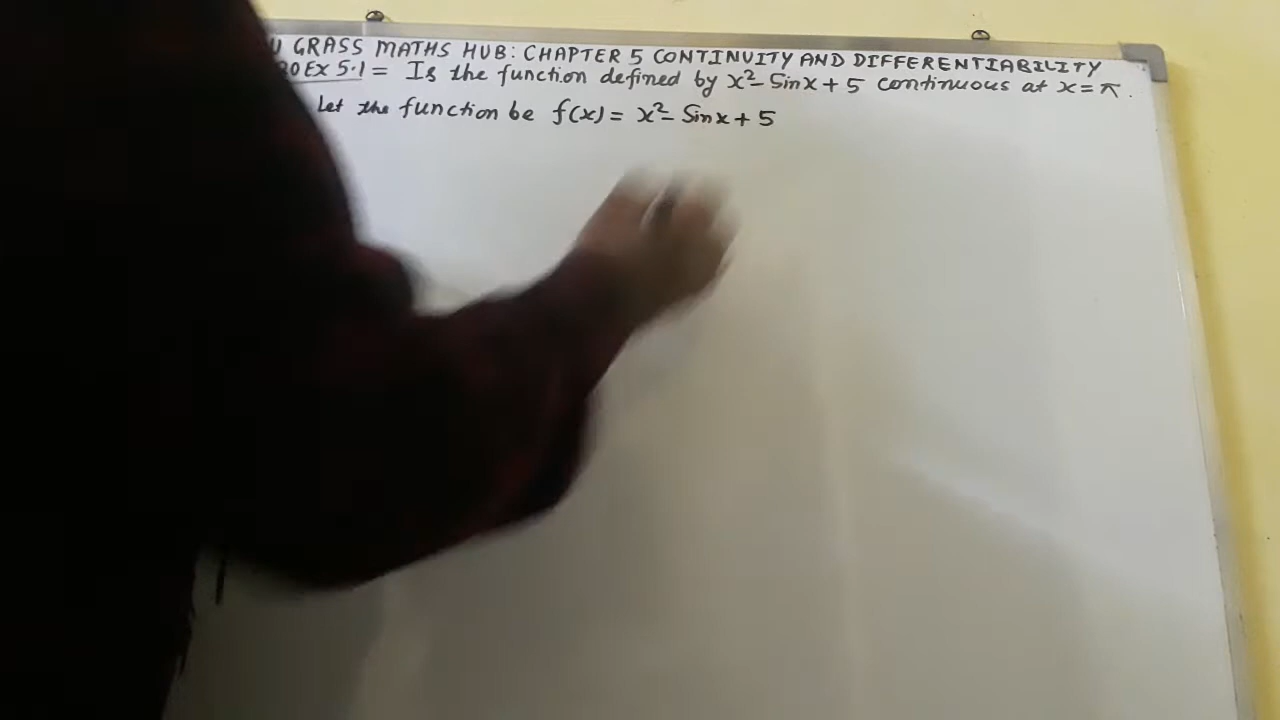 GRASS MATHS HUB: CHAPTER 5 CONTINUITY AND DIFFERENTIABILITY
Ex 5.1 = Is the function defined by x²- Sinx + 5 continuous at x = π.
Let the function be f(x) = x²- Sinx + 5